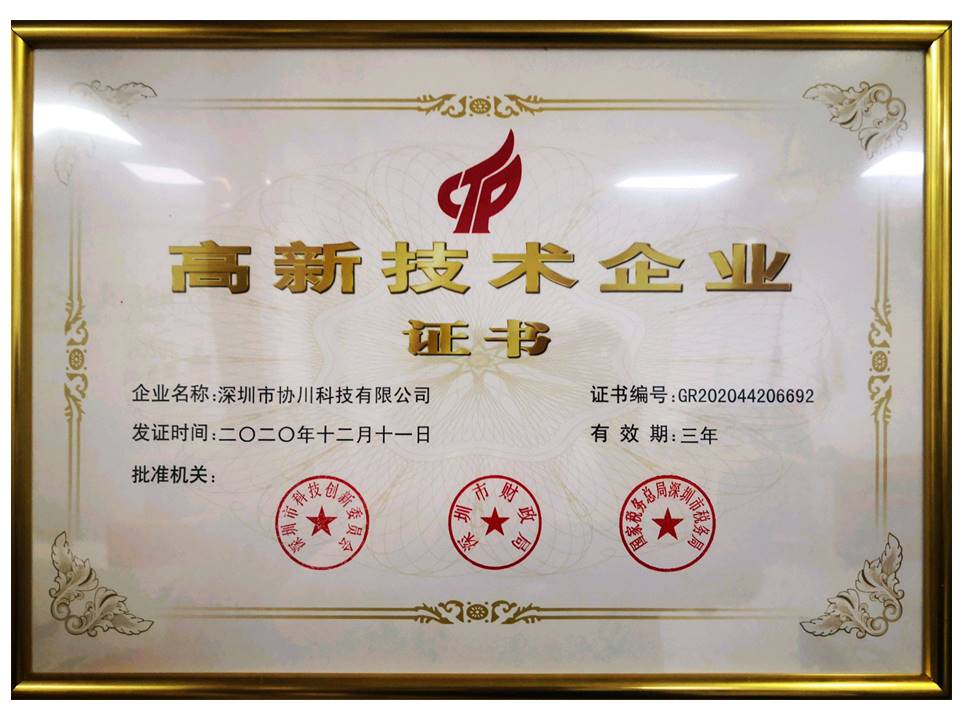 CTP
高新技术企业
证书
企业名称:深圳市协川科技有限公司
证书编号:GR202044206692
发证时间:二〇二〇年十二月十一日
有 效 期:三年
批准机关:
深圳市科技创新委员会
深圳市财政局
国家税务总局深圳市税务局